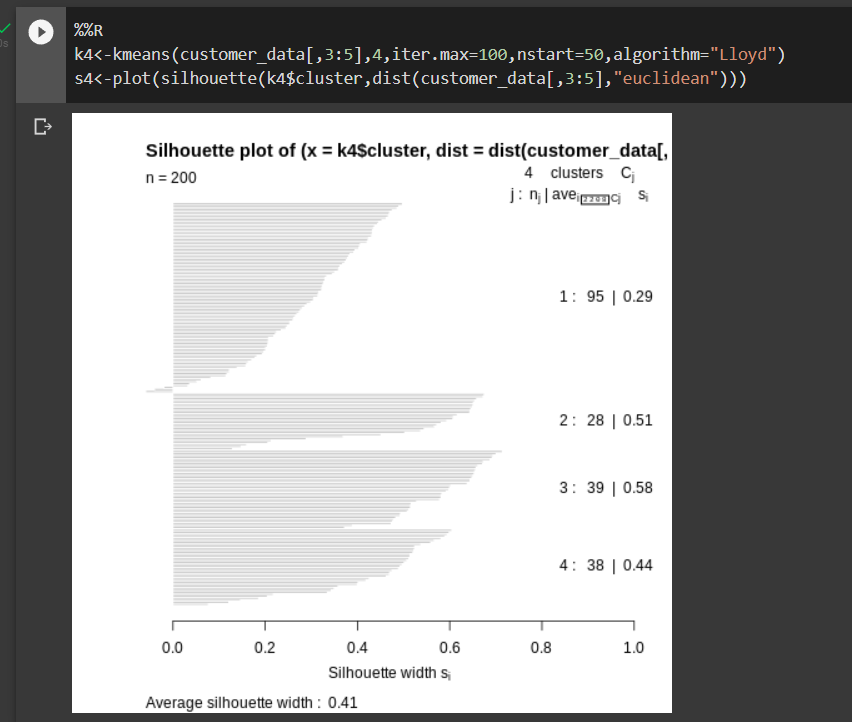 %%R
k4<-kmeans(customer_data[,3:5],4,iter.max=100,nstart=50,algorithm="Lloyd")
s4<-plot(silhouette(k4$cluster,dist(customer_data[,3:5],"euclidean")))
Silhouette plot of (x = k4$cluster, dist = dist(customer_data[,
n = 200
4 clusters Cj
j : nj | avei Cj si
1 : 95 | 0.29
2 : 28 | 0.51
3 : 39 | 0.58
4 : 38 | 0.44
0.0 0.2 0.4 0.6 0.8 1.0
Silhouette width si
Average silhouette width : 0.41